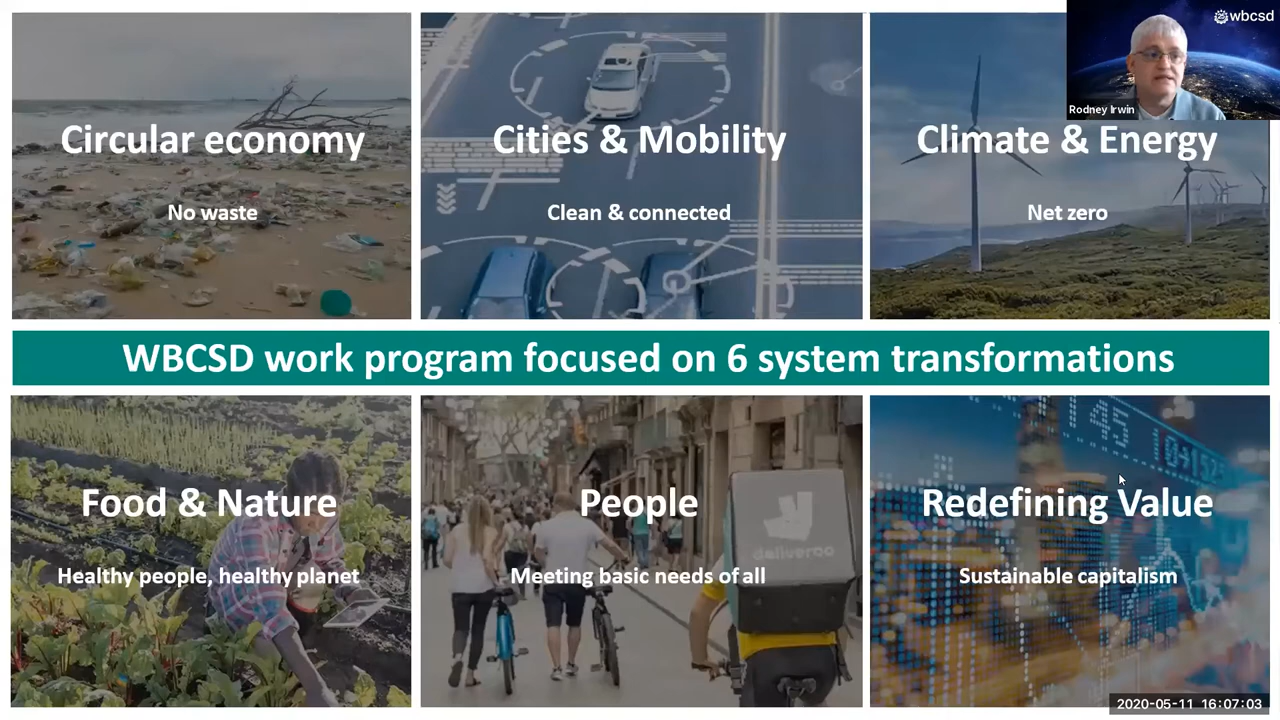 wbcsd
Rodney Irwin
Circular economy
No waste
Cities & Mobility
Clean & connected
Climate & Energy
Net zero
WBCSD work program focused on 6 system transformations
Food & Nature
Healthy people, healthy planet
People
Meeting basic needs of all
deliveroo
Redefining Value
Sustainable capitalism
2020-05-11 16:07:03